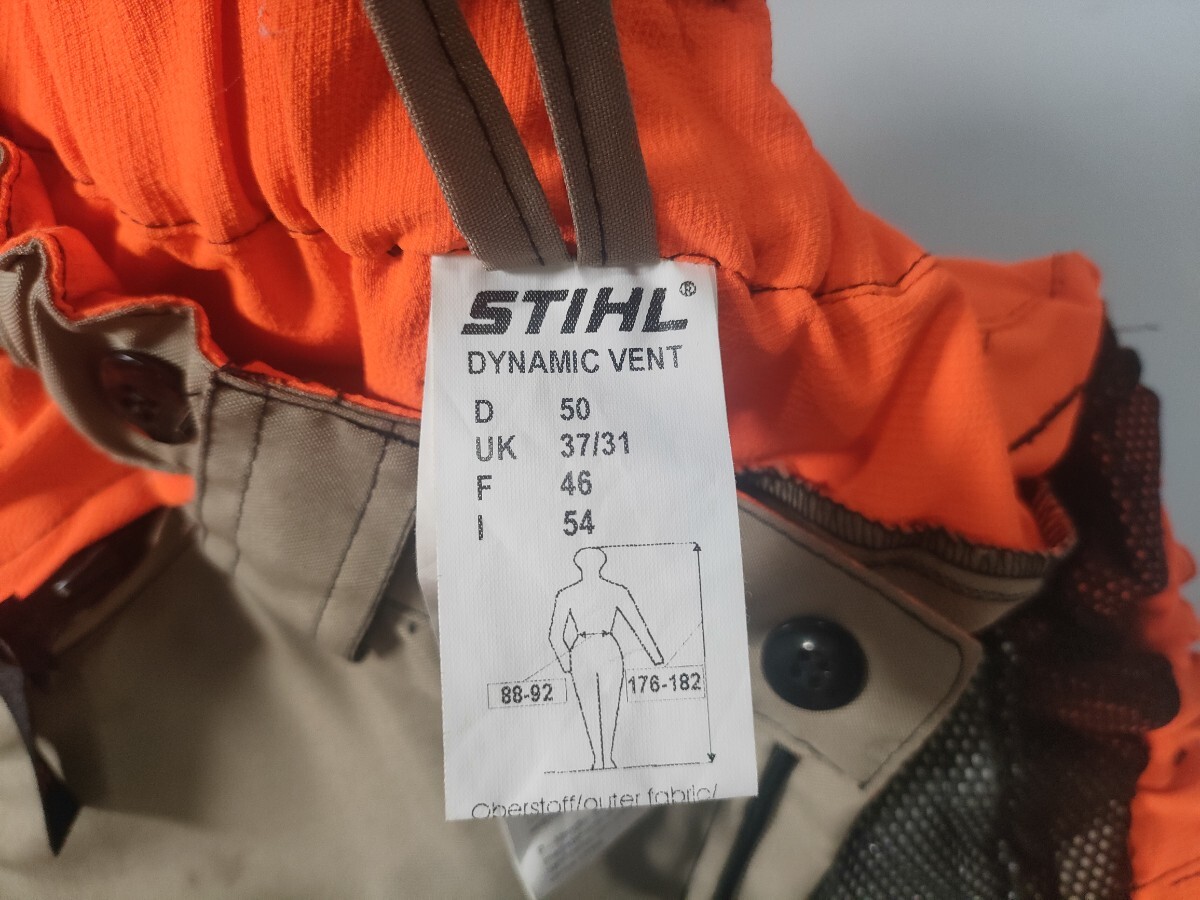 STIHL®
DYNAMIC VENT
D 50
UK 37/31
F 46
I 54
88-92
176-182
Oberstoff/outer fabric/